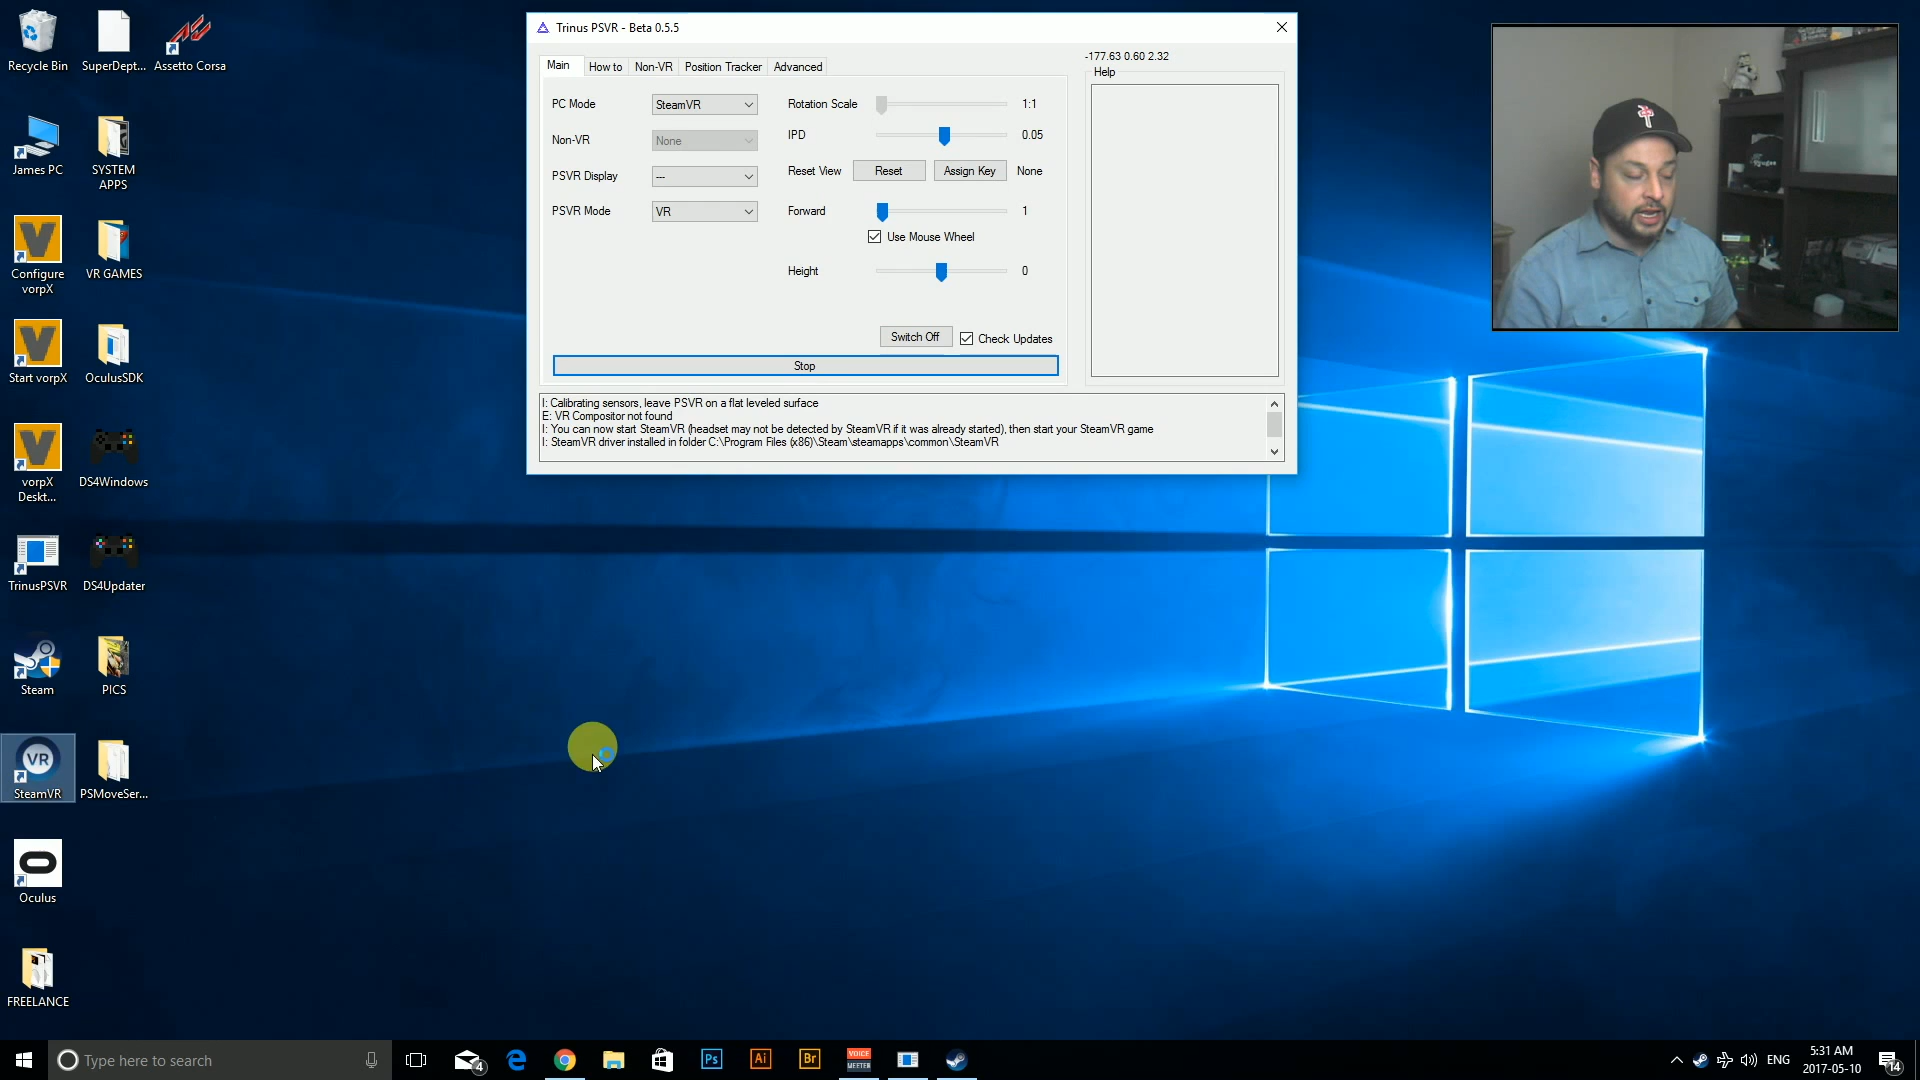 Recycle Bin
SuperDept...
Assetto Corsa
James PC
SYSTEM
APPS
Configure
vorpX
VR GAMES
Start vorpX
OculusSDK
vorpX
Deskt...
DS4Windows
TrinusPSVR
DS4Updater
Steam
PICS
VR
SteamVR
PSMoveSer...
Oculus
FREELANCE
Trinus PSVR - Beta 0.5.5
Main
How to
Non-VR
Position Tracker
Advanced
-177.63 0.60 2.32
Help
PC Mode
SteamVR
Rotation Scale
1:1
Non-VR
None
IPD
0.05
PSVR Display
---
Reset View
Reset
Assign Key
None
PSVR Mode
VR
Forward
1
Use Mouse Wheel
Height
0
Switch Off
Check Updates
Stop
I: Calibrating sensors, leave PSVR on a flat leveled surface
E: VR Compositor not found
I: You can now start SteamVR (headset may not be detected by SteamVR if it was already started), then start your SteamVR game
I: SteamVR driver installed in folder C:\Program Files (x86)\Steam\steamapps\common\SteamVR
Type here to search
4
Ps
Ai
Br
VOICE
MEETER
ENG
5:31 AM
2017-05-10
14